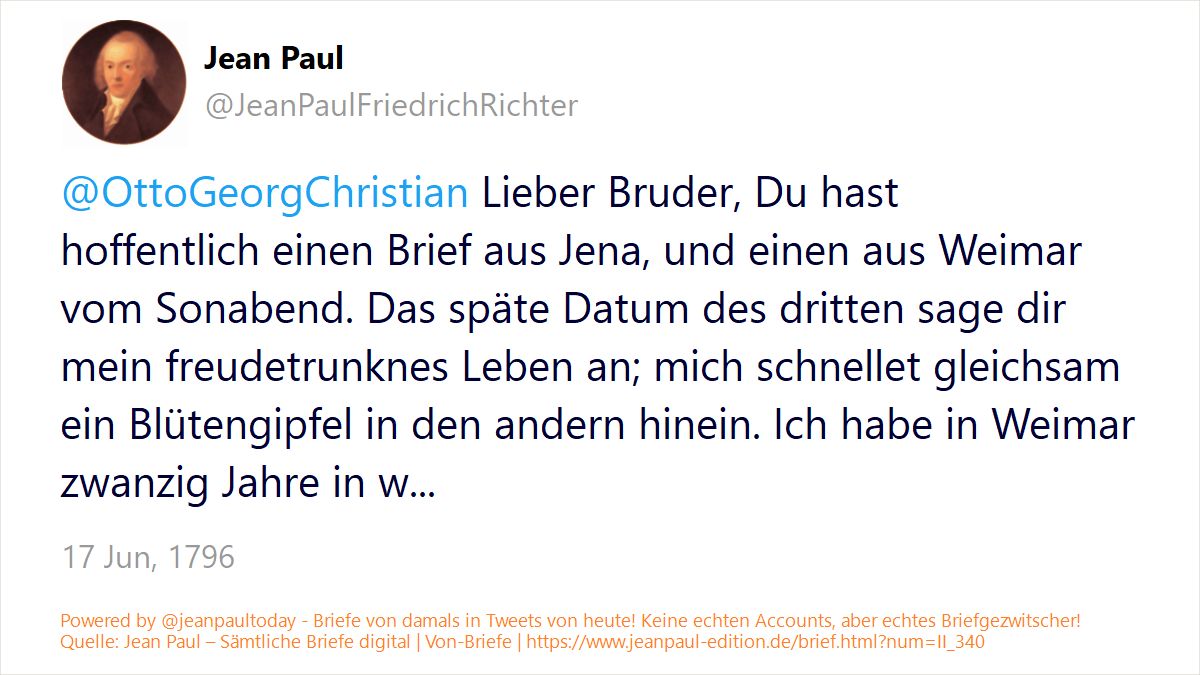 Jean Paul
@JeanPaulFriedrichRichter
@OttoGeorgChristian Lieber Bruder, Du hast
hoffentlich einen Brief aus Jena, und einen aus Weimar
vom Sonabend. Das späte Datum des dritten sage dir
mein freudetrunknes Leben an; mich schnellet gleichsam
ein Blütengipfel in den andern hinein. Ich habe in Weimar
zwanzig Jahre in w...
17 Jun, 1796
Powered by @jeanpaultoday - Briefe von damals in Tweets von heute! Keine echten Accounts, aber echtes Briefgezwitscher!
Quelle: Jean Paul – Sämtliche Briefe digital | Von-Briefe | https://www.jeanpaul-edition.de/brief.html?num=II_340